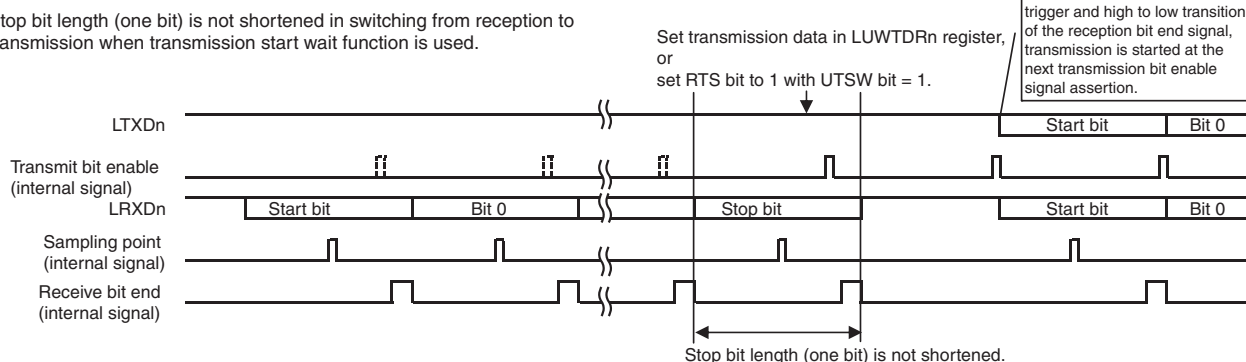 top bit length (one bit) is not shortened in switching from reception to
ansmission when transmission start wait function is used.
Set transmission data in LUWTDRn register,
or
set RTS bit to 1 with UTSW bit = 1.
trigger and high to low transition
of the reception bit end signal,
transmission is started at the
next transmission bit enable
signal assertion.
LTXDn
Start bit
Bit 0
Transmit bit enable
(internal signal)
LRXDn
Start bit
Bit 0
Stop bit
Start bit
Bit 0
Sampling point
(internal signal)
Receive bit end
(internal signal)
Stop bit length (one bit) is not shortened.